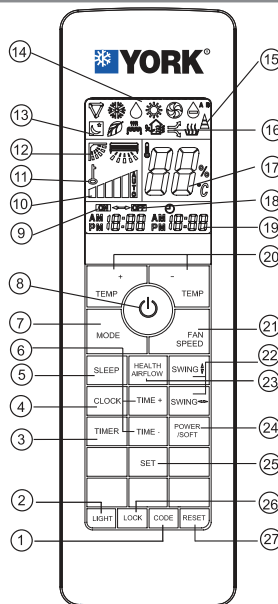 14
YORK
15
A B
13
16
12
11
AUTO
%
°C
17
10
9
ON OFF
18
AM 18:88 AM 18:88
PM PM
19
+ -
20
TEMP TEMP
8
7
MODE
FAN
SPEED
21
6
5
SLEEP
HEALTH
AIRFLOW
SWING
22
23
4
CLOCK
TIME +
SWING
3
TIMER
TIME -
POWER
/SOFT
24
SET
25
2
26
LIGHT LOCK CODE RESET
1
27